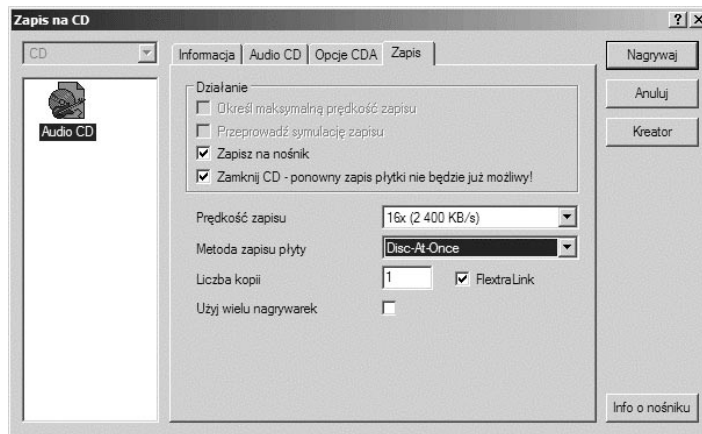 Zapis na CD
CD
Audio CD
Informacja
Audio CD
Opcje CDA
Zapis
Działanie
Określ maksymalną prędkość zapisu
Przeprowadź symulację zapisu
Zapisz na nośnik
Zamknij CD - ponowny zapis płytki nie będzie już możliwy!
Prędkość zapisu
16x (2 400 KB/s)
Metoda zapisu płyty
Disc-At-Once
Liczba kopii
1
FlextraLink
Użyj wielu nagrywarek
Nagrywaj
Anuluj
Kreator
Info o nośniku